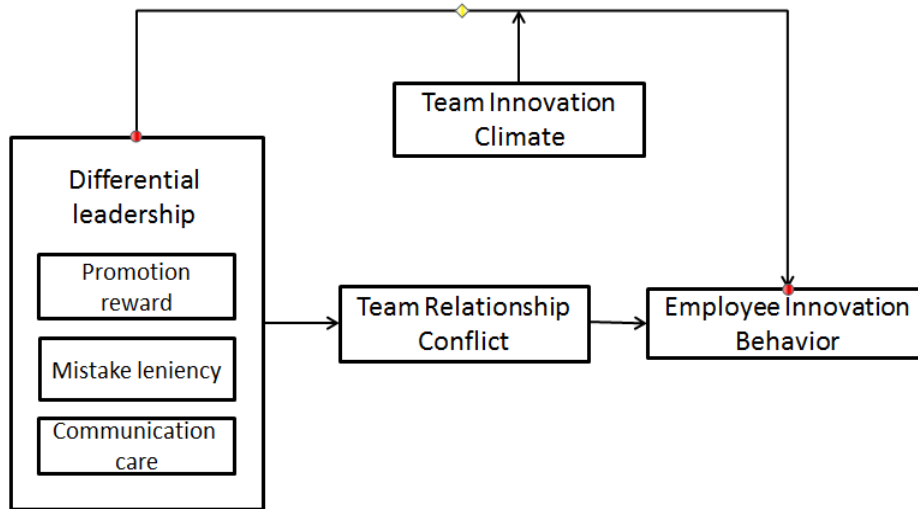 Team Innovation
Climate
Differential
leadership
Promotion
reward
Mistake leniency
Communication
care
Team Relationship
Conflict
Employee Innovation
Behavior